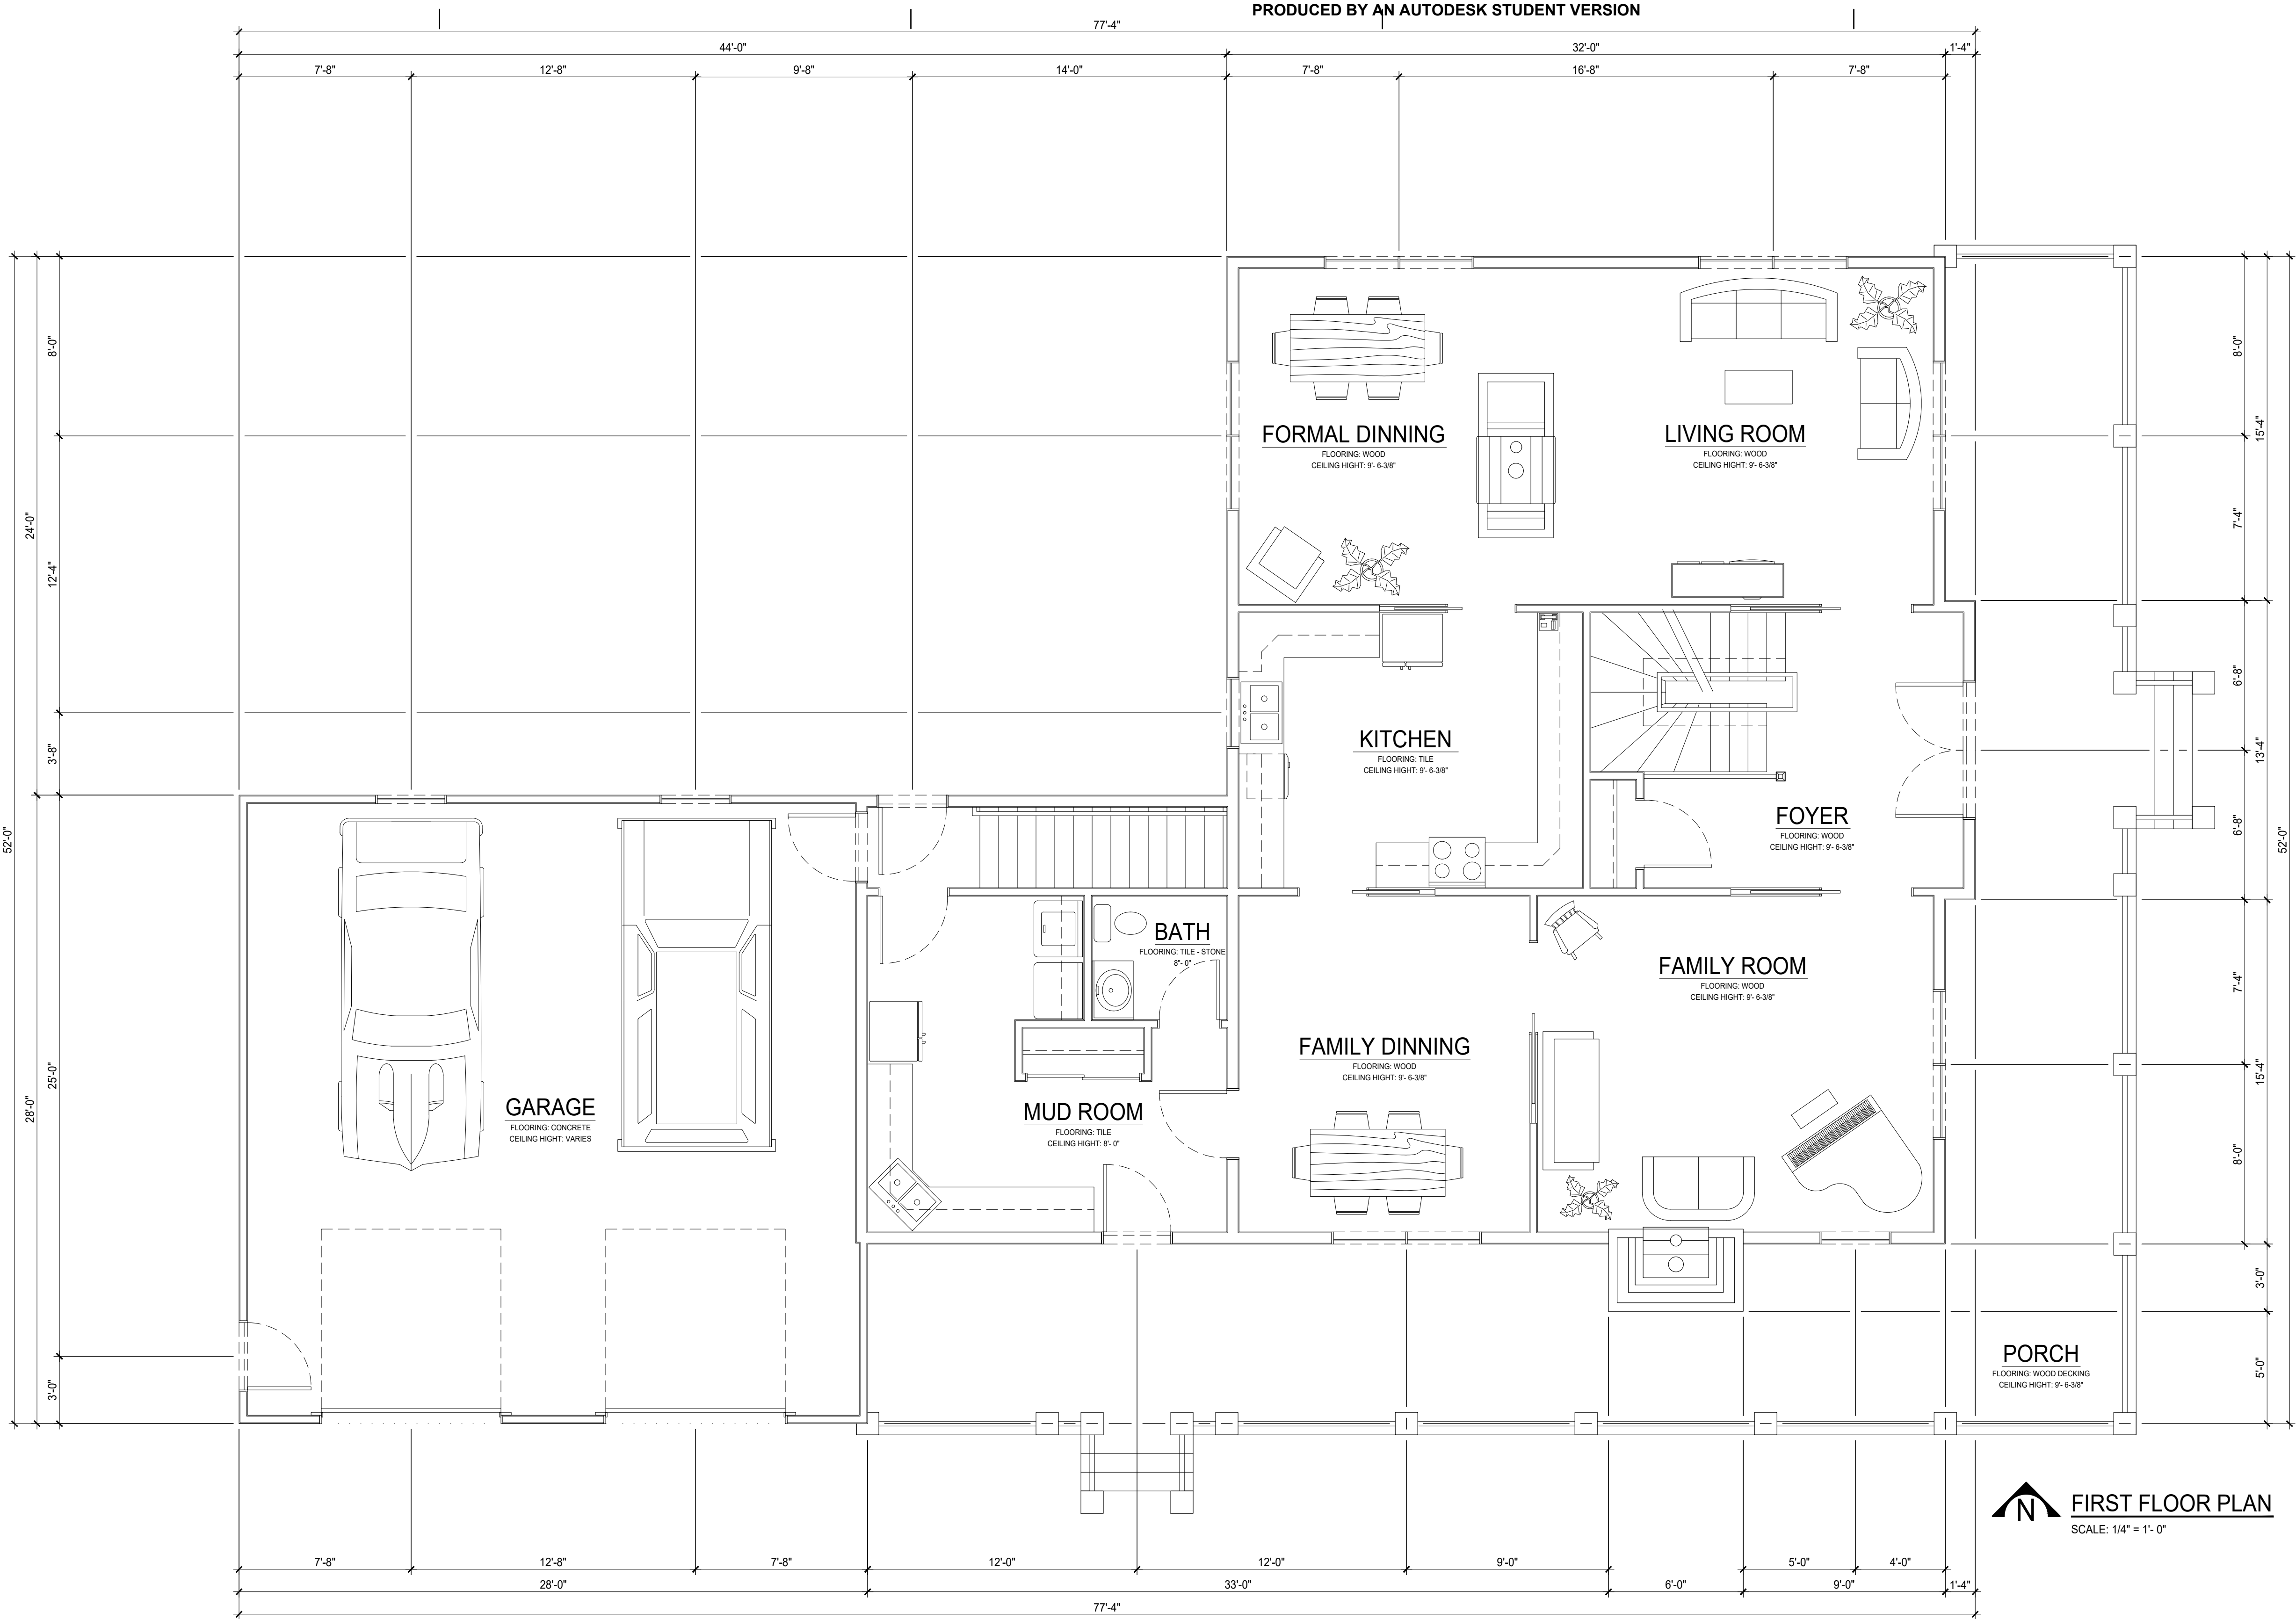 PRODUCED BY AN AUTODESK STUDENT VERSION
77'-4"
44'-0"
32'-0"
1'-4"
7'-8"
12'-8"
9'-8"
14'-0"
7'-8"
16'-8"
7'-8"
52'-0"
24'-0"
28'-0"
8'-0"
12'-4"
3'-8"
25'-0"
3'-0"
FORMAL DINNING
FLOORING: WOOD
CEILING HIGHT: 9'- 6-3/8"
LIVING ROOM
FLOORING: WOOD
CEILING HIGHT: 9'- 6-3/8"
KITCHEN
FLOORING: TILE
CEILING HIGHT: 9'- 6-3/8"
FOYER
FLOORING: WOOD
CEILING HIGHT: 9'- 6-3/8"
BATH
FLOORING: TILE - STONE
8"- 0"
FAMILY ROOM
FLOORING: WOOD
CEILING HIGHT: 9'- 6-3/8"
FAMILY DINNING
FLOORING: WOOD
CEILING HIGHT: 9'- 6-3/8"
GARAGE
FLOORING: CONCRETE
CEILING HIGHT: VARIES
MUD ROOM
FLOORING: TILE
CEILING HIGHT: 8'- 0"
PORCH
FLOORING: WOOD DECKING
CEILING HIGHT: 9'- 6-3/8"
8'-0"
7'-4"
6'-8"
6'-8"
7'-4"
8'-0"
15'-4"
13'-4"
15'-4"
3'-0"
5'-0"
52'-0"
N
FIRST FLOOR PLAN
SCALE: 1/4" = 1'- 0"
7'-8"
12'-8"
7'-8"
12'-0"
12'-0"
9'-0"
5'-0"
4'-0"
28'-0"
33'-0"
6'-0"
9'-0"
1'-4"
77'-4"